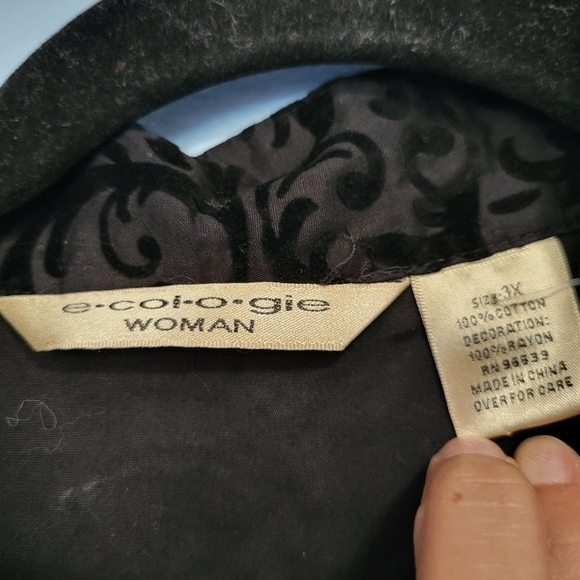 e·col·o·gie
WOMAN
SIZE: 3X
100% COTTON
DECORATION:
100% RAYON
RN 96639
MADE IN CHINA
OVER FOR CARE